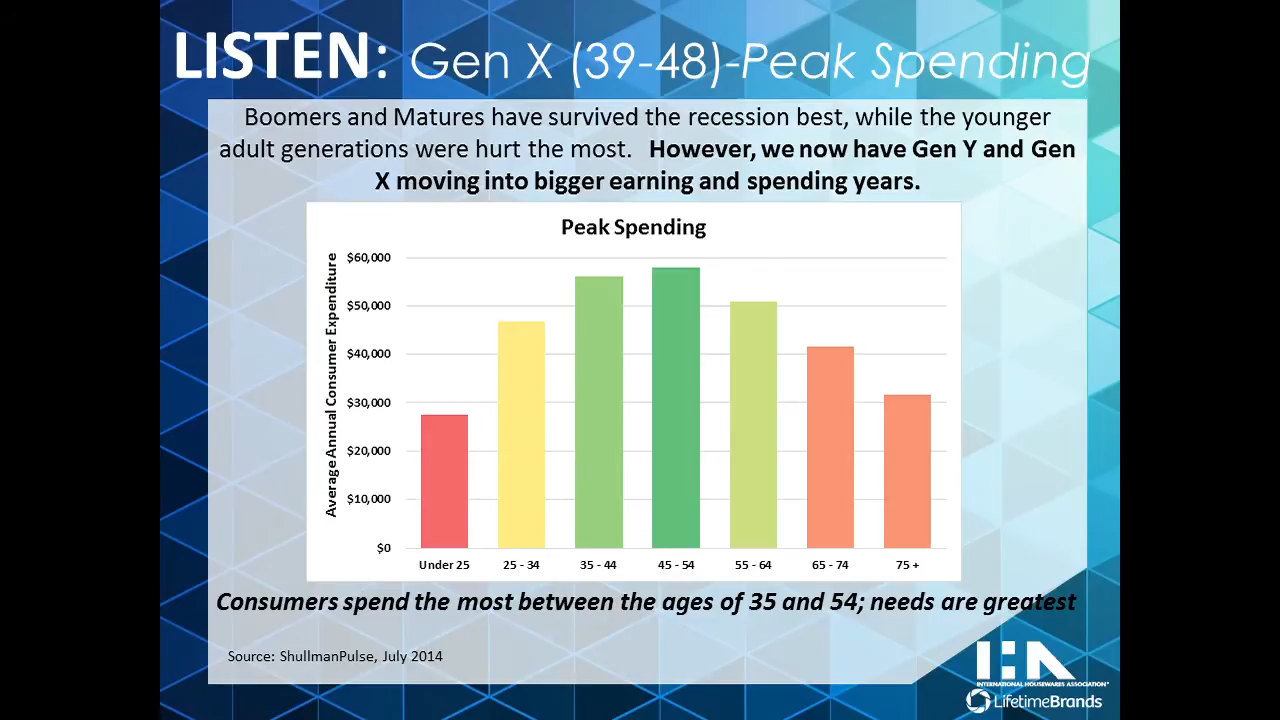 LISTEN: Gen X (39-48)-Peak Spending
Boomers and Matures have survived the recession best, while the younger
adult generations were hurt the most. However, we now have Gen Y and Gen
X moving into bigger earning and spending years.
Peak Spending
Average Annual Consumer Expenditure
$60,000
$50,000
$40,000
$30,000
$20,000
$10,000
$0
Under 25 25 - 34 35 - 44 45 - 54 55 - 64 65 - 74 75 +
Consumers spend the most between the ages of 35 and 54; needs are greatest
Source: ShullmanPulse, July 2014
IHA
INTERNATIONAL HOUSEWARES ASSOCIATION
LifetimeBrands